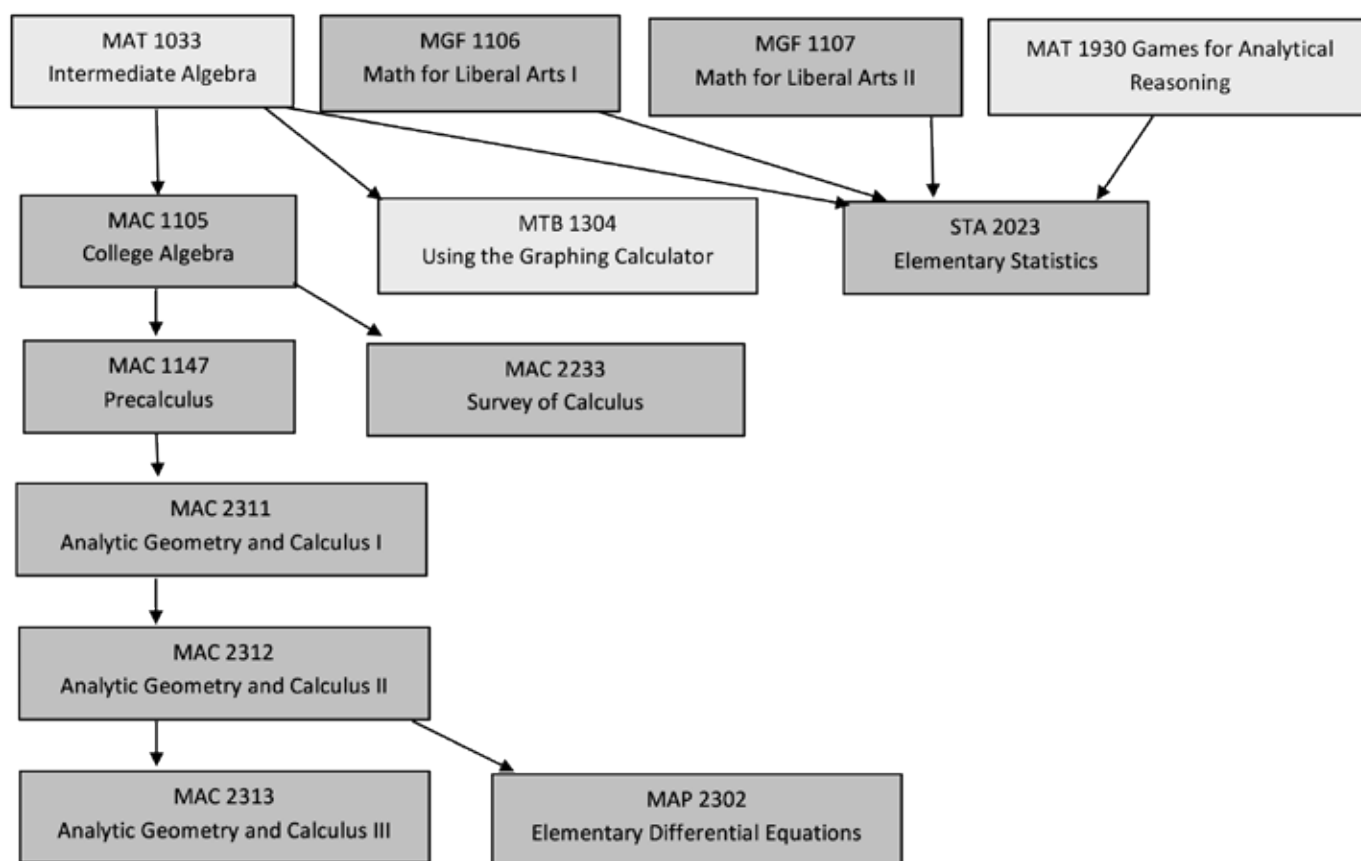 MAT 1033
Intermediate Algebra
MGF 1106
Math for Liberal Arts I
MGF 1107
Math for Liberal Arts II
MAT 1930 Games for Analytical
Reasoning
MAC 1105
College Algebra
MTB 1304
Using the Graphing Calculator
STA 2023
Elementary Statistics
MAC 1147
Precalculus
MAC 2233
Survey of Calculus
MAC 2311
Analytic Geometry and Calculus I
MAC 2312
Analytic Geometry and Calculus II
MAC 2313
Analytic Geometry and Calculus III
MAP 2302
Elementary Differential Equations